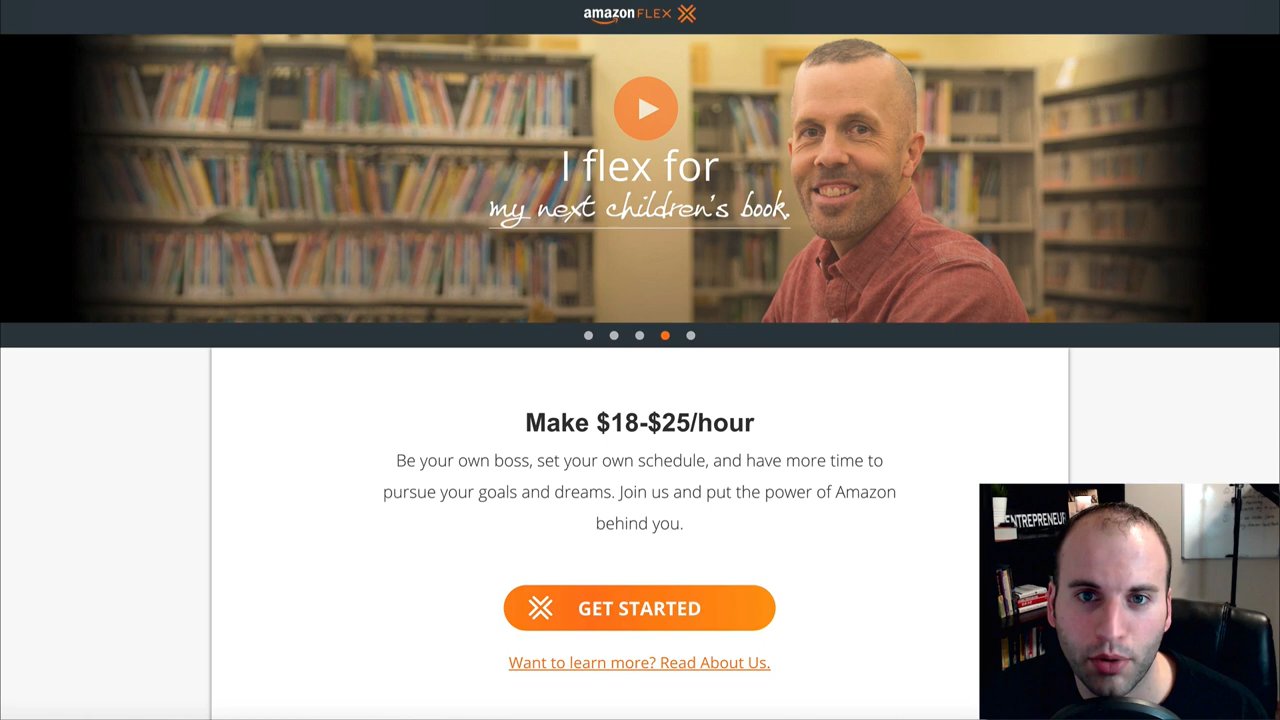 amazon FLEX
I flex for
my next children's book.
Make $18-$25/hour
Be your own boss, set your own schedule, and have more time to
pursue your goals and dreams. Join us and put the power of Amazon
behind you.
GET STARTED
Want to learn more? Read About Us.
ENTREPRENEUR